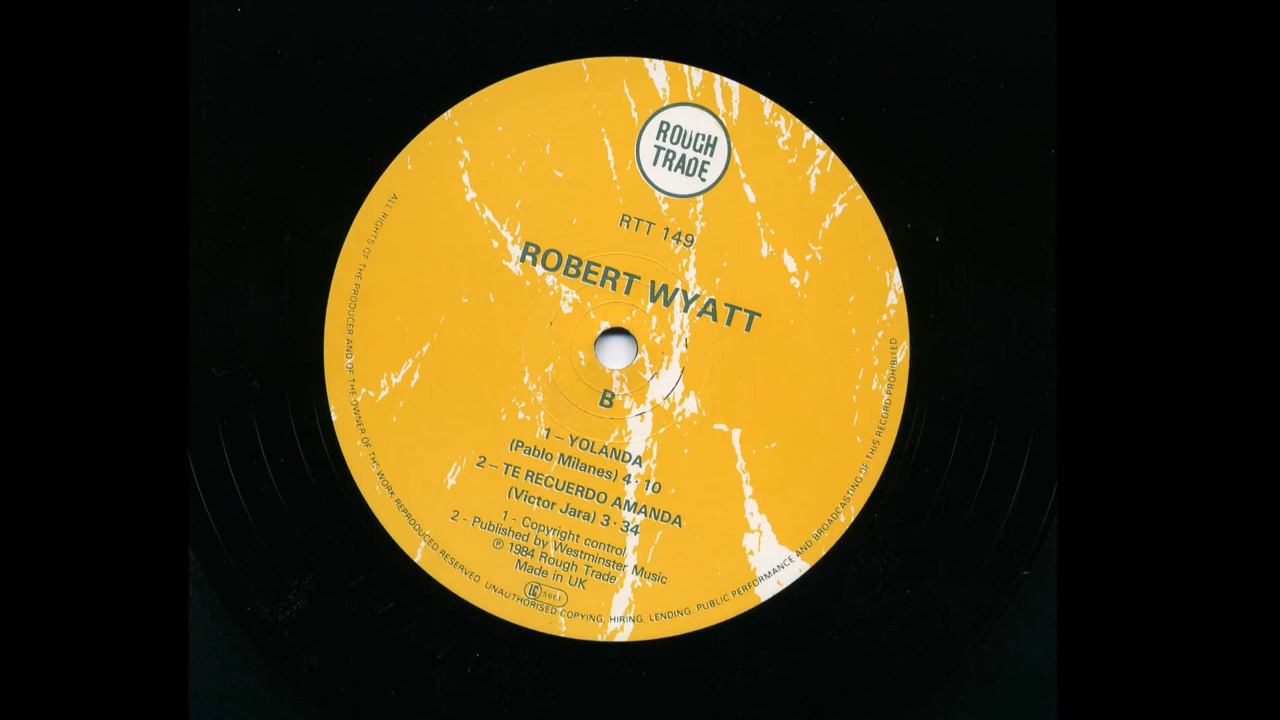 ROUGH
TRADE
RTT 149
ROBERT WYATT
B
1 – YOLANDA
(Pablo Milanes) 4·10
2 – TE RECUERDO AMANDA
(Victor Jara) 3·34
1 - Copyright control
2 - Published by Westminster Music
℗ 1984 Rough Trade
Made in UK
ALL RIGHTS OF THE PRODUCER AND OF THE OWNER OF THE WORK REPRODUCED RESERVED. UNAUTHORISED COPYING, HIRING, LENDING, PUBLIC PERFORMANCE AND BROADCASTING OF THIS RECORD PROHIBITED